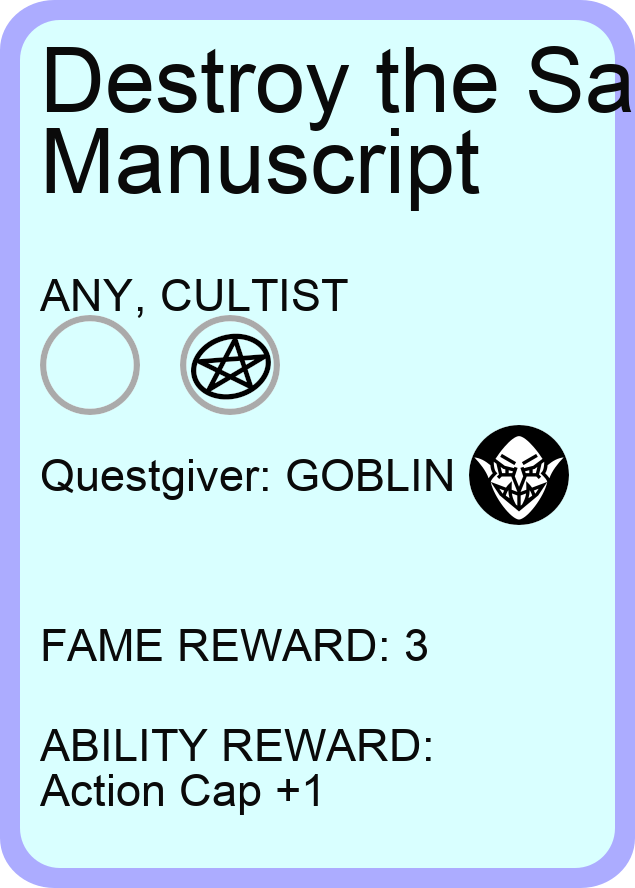 Destroy the Sa
Manuscript
ANY, CULTIST
Questgiver: GOBLIN
FAME REWARD: 3
ABILITY REWARD:
Action Cap +1